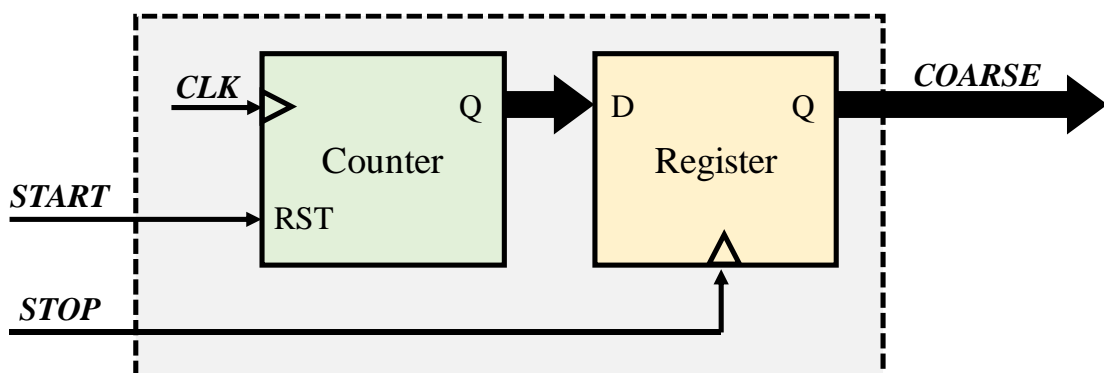 CLK
Q
D
Q
COARSE
Counter
Register
START
RST
STOP